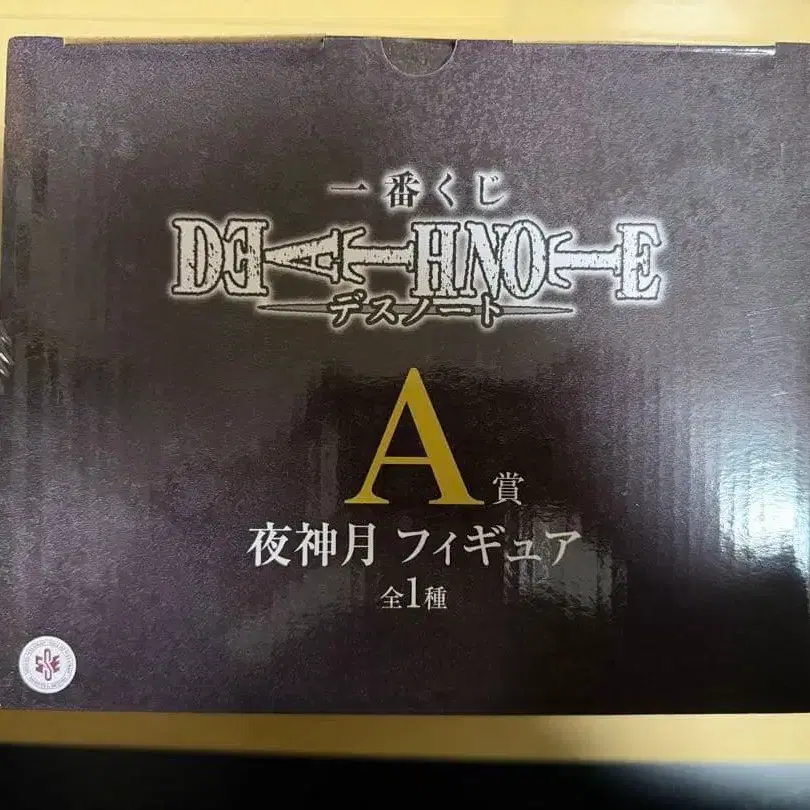 一番くじ
DEATH NOTE
デスノート
A賞
夜神月 フィギュア
全1種